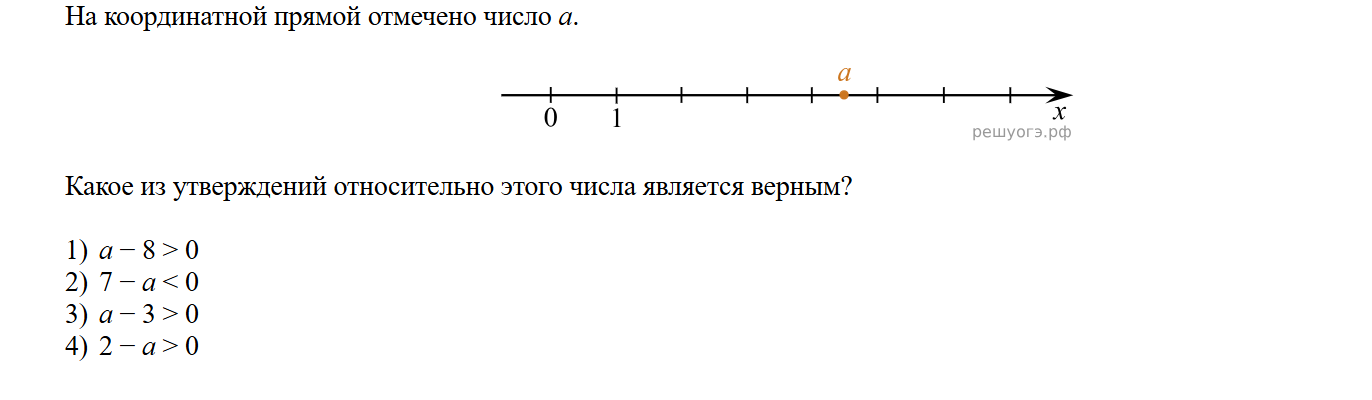 На координатной прямой отмечено число a.
a
0 1 x
решуогэ.рф
Какое из утверждений относительно этого числа является верным?
1) a − 8 > 0
2) 7 − a < 0
3) a − 3 > 0
4) 2 − a > 0